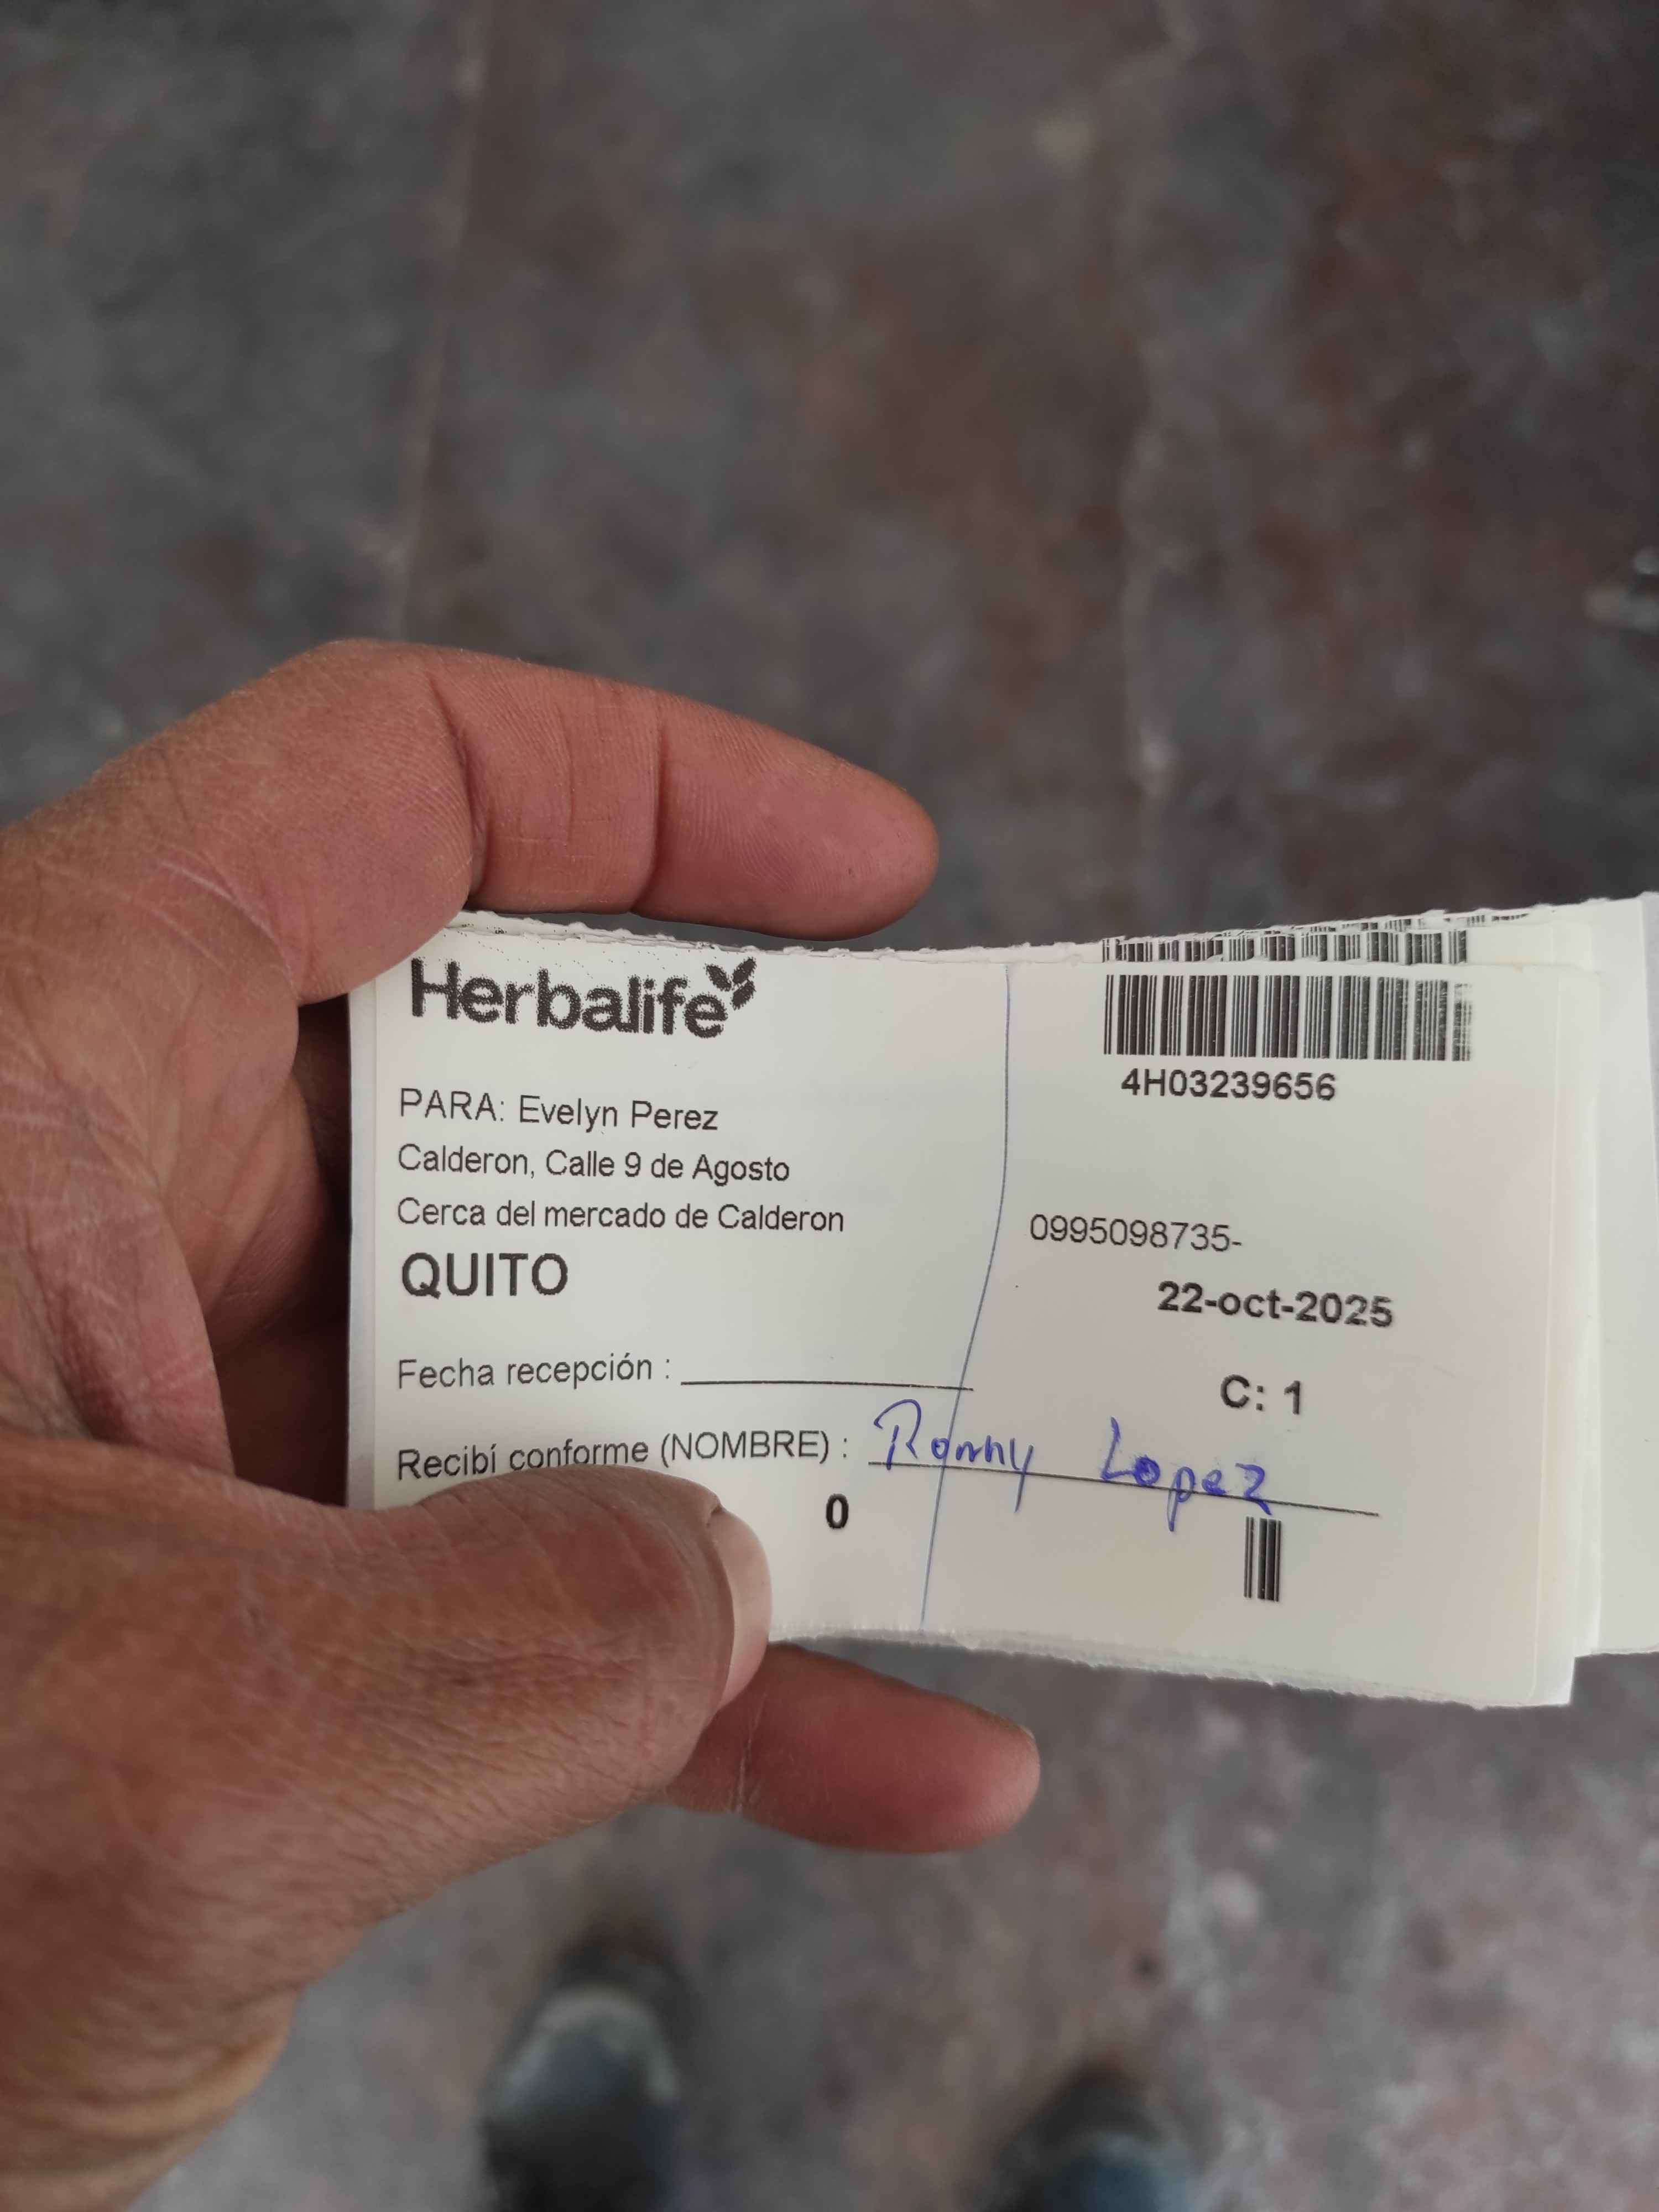 Herbalife
4H03239656
PARA: Evelyn Perez
Calderon, Calle 9 de Agosto
Cerca del mercado de Calderon
0995098735-
QUITO
22-oct-2025
Fecha recepción :
C: 1
Recibí conforme (NOMBRE) : Ronny Lopez
0